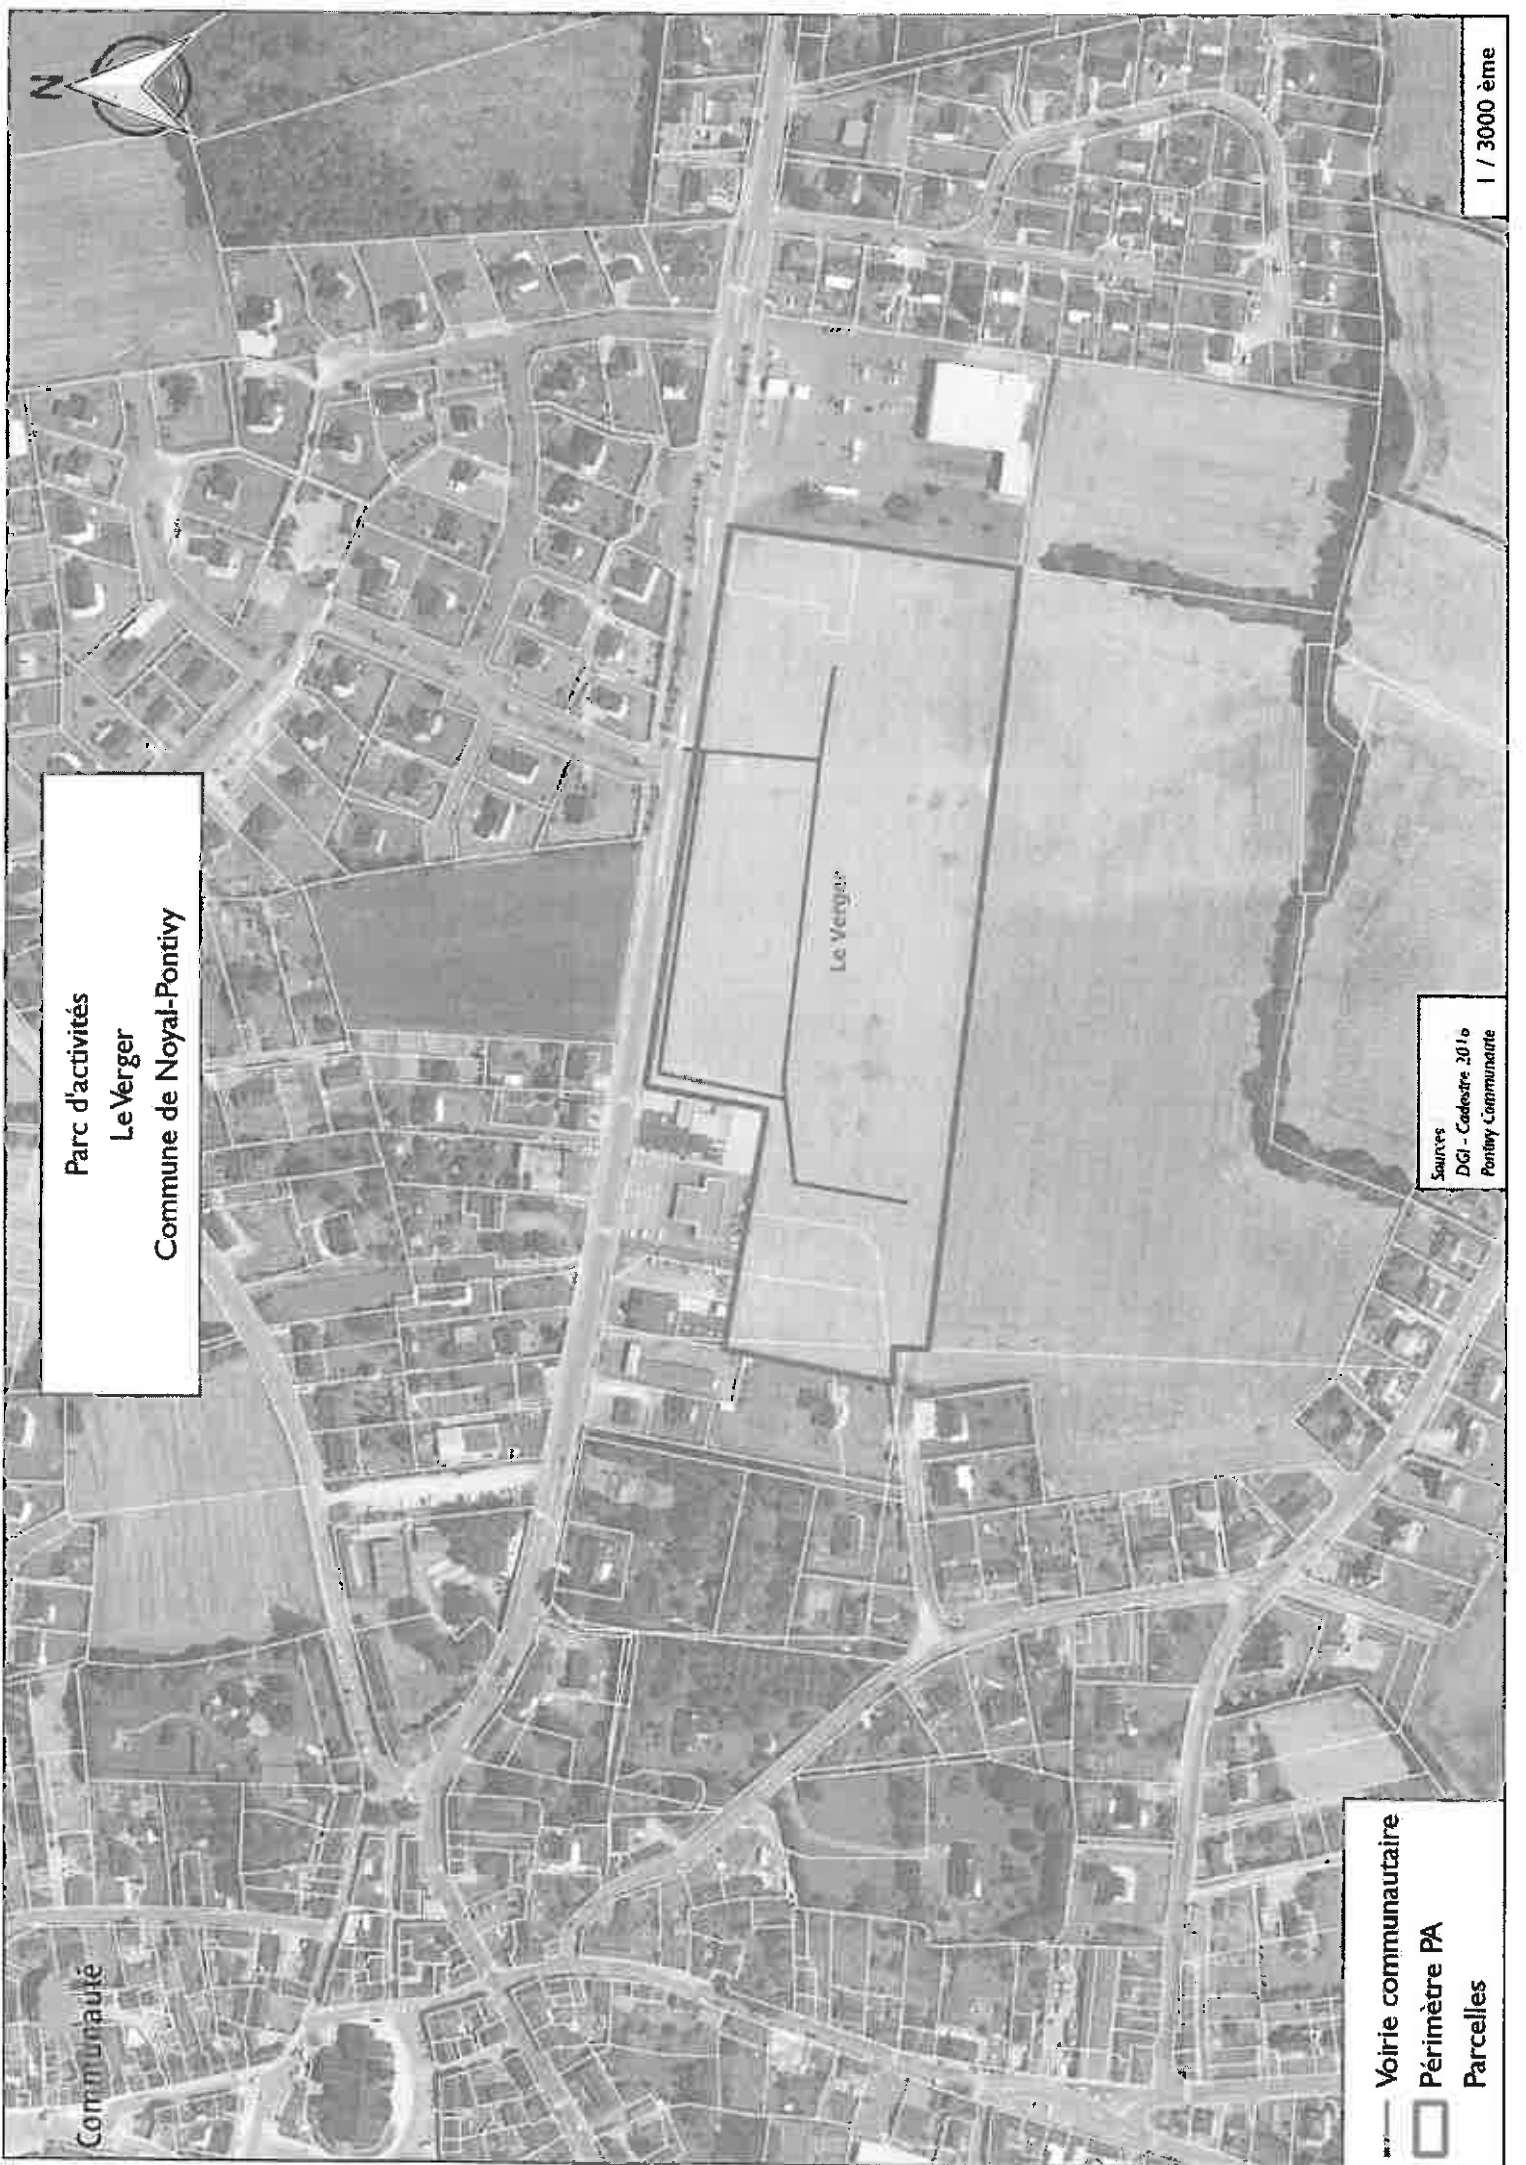 Communauté
Parc d'activités
Le Verger
Commune de Noyal-Pontivy
N
Le Verger
Voirie communautaire
Périmètre PA
Parcelles
Sources
DGI - Cadastre 2016
Pontivy Communauté
1 / 3000 ème